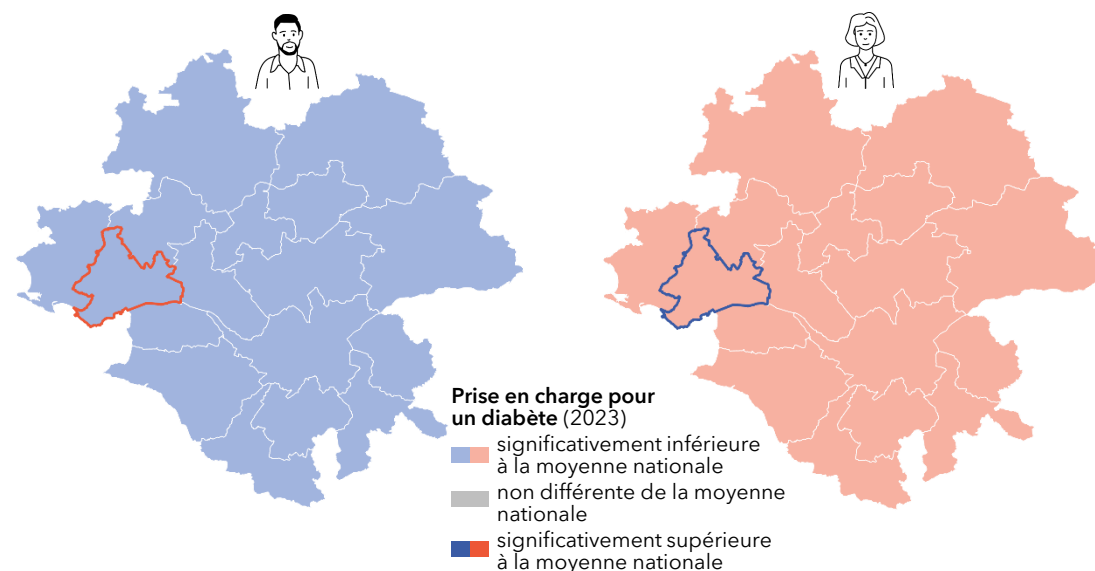 Prise en charge pour
un diabète (2023)
significativement inférieure
à la moyenne nationale
non différente de la moyenne
nationale
significativement supérieure
à la moyenne nationale